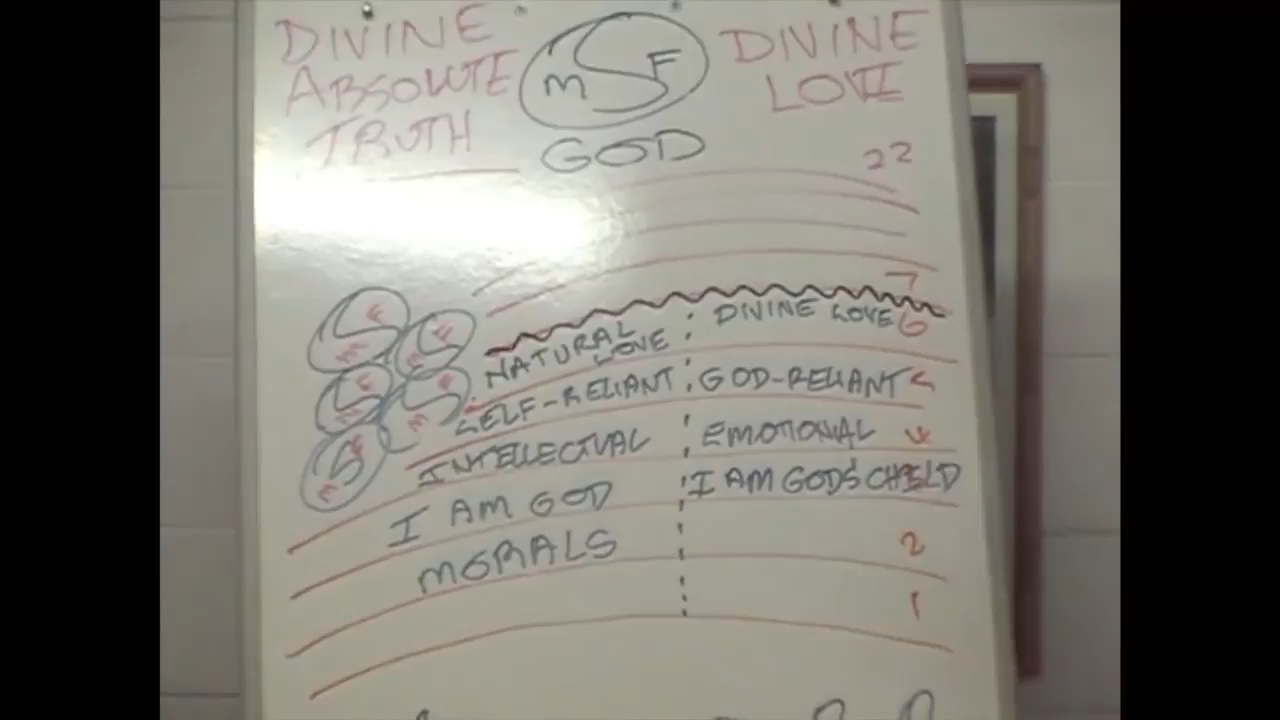 DIVINE
ABSOLUTE
TRUTH
M F
GOD
DIVINE
LOVE
22
7
NATURAL LOVE : DIVINE LOVE 6
SELF-RELIANT : GOD-RELIANT 5
INTELLECTUAL EMOTIONAL 4
I AM GOD I AM GOD'S CHILD
MORALS 2
1